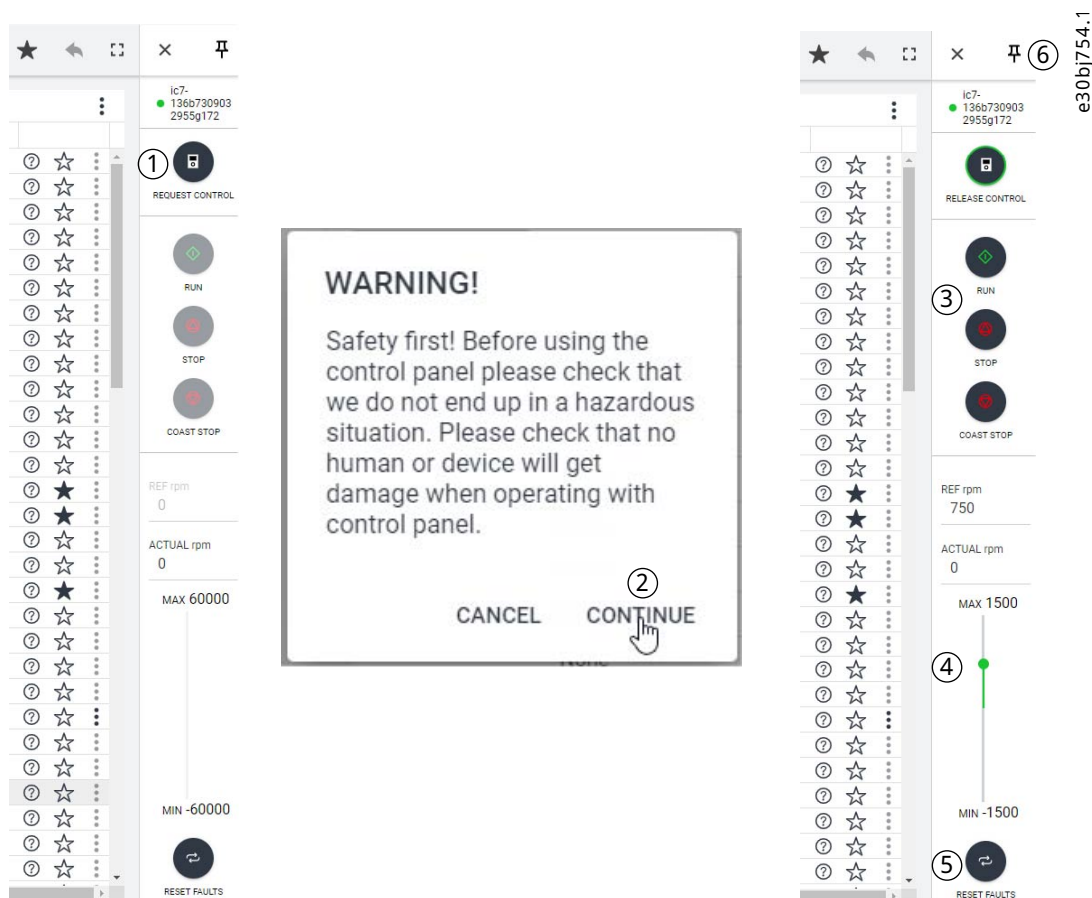 ic7-
136b730903
2955g172
1
REQUEST CONTROL
RUN
STOP
COAST STOP
REF rpm
0
ACTUAL rpm
0
MAX 60000
MIN -60000
RESET FAULTS
WARNING!
Safety first! Before using the
control panel please check that
we do not end up in a hazardous
situation. Please check that no
human or device will get
damage when operating with
control panel.
2
CANCEL CONTINUE
None
6
ic7-
136b730903
2955g172
RELEASE CONTROL
RUN
3
STOP
COAST STOP
REF rpm
750
ACTUAL rpm
0
MAX 1500
4
MIN -1500
5
RESET FAULTS
e30bj754.1